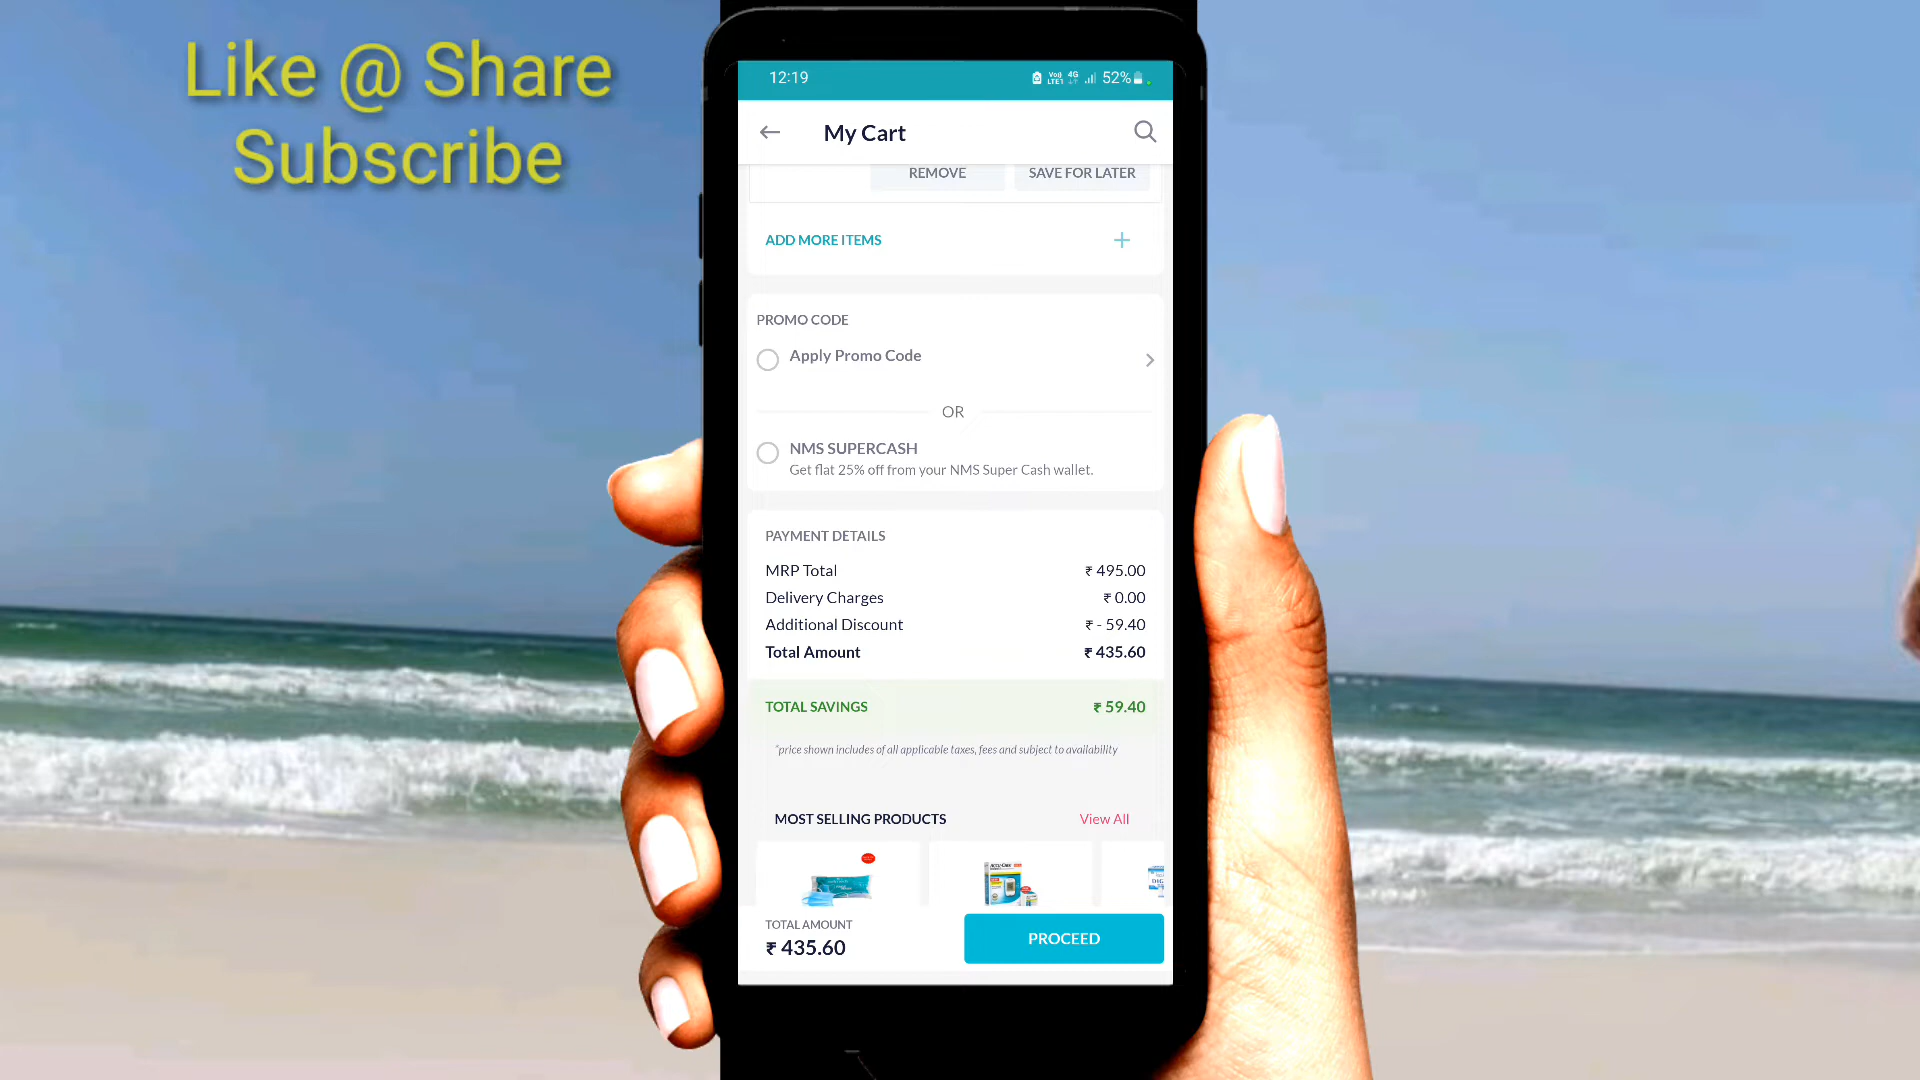 Like @ Share
Subscribe
12:19
4G
52%
My Cart
REMOVE
SAVE FOR LATER
ADD MORE ITEMS
PROMO CODE
Apply Promo Code
OR
NMS SUPERCASH
Get flat 25% off from your NMS Super Cash wallet.
PAYMENT DETAILS
MRP Total ₹ 495.00
Delivery Charges ₹ 0.00
Additional Discount ₹ - 59.40
Total Amount ₹ 435.60
TOTAL SAVINGS ₹ 59.40
*price shown includes of all applicable taxes, fees and subject to availability
MOST SELLING PRODUCTS View All
TOTAL AMOUNT
₹ 435.60
PROCEED